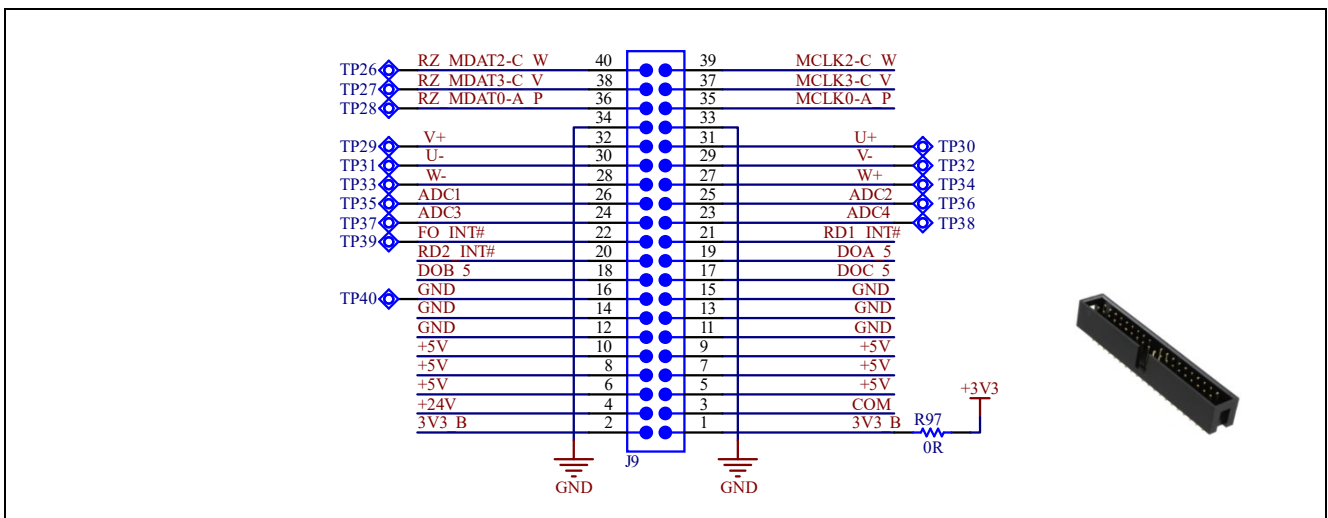 RZ_MDAT2-C_W 40 39 MCLK2-C_W
TP26
RZ_MDAT3-C_V 38 37 MCLK3-C_V
TP27
RZ_MDAT0-A_P 36 35 MCLK0-A_P
TP28
34 33
V+ 32 31 U+
TP29 TP30
U- 30 29 V-
TP31 TP32
W- 28 27 W+
TP33 TP34
ADC1 26 25 ADC2
TP35 TP36
ADC3 24 23 ADC4
TP37 TP38
FO_INT# 22 21 RD1_INT#
TP39
RD2_INT# 20 19 DOA_5
DOB_5 18 17 DOC_5
GND 16 15 GND
TP40
GND 14 13 GND
GND 12 11 GND
+5V 10 9 +5V
+5V 8 7 +5V
+5V 6 5 +5V
+3V3
+24V 4 3 COM
3V3_B 2 1 3V3_B R97
0R
J9
GND GND